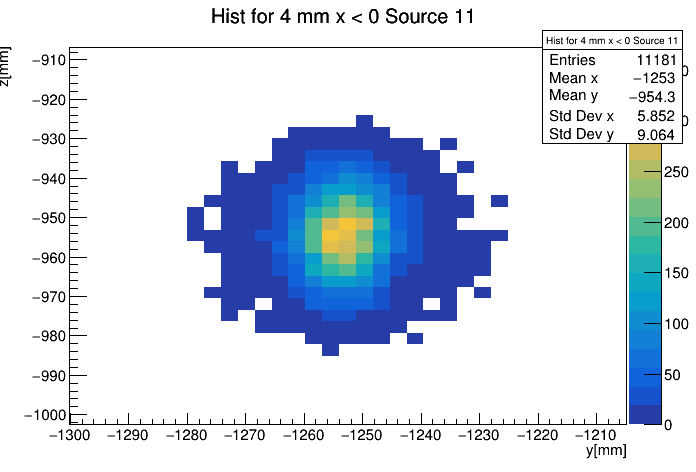 Hist for 4 mm x < 0 Source 11
z[mm]
Hist for 4 mm x < 0 Source 11
Entries 11181
Mean x −1253
Mean y −954.3
Std Dev x 5.852
Std Dev y 9.064
−910
−920
−930
−940
−950
−960
−970
−980
−990
−1000
250
200
150
100
50
0
−1300 −1290 −1280 −1270 −1260 −1250 −1240 −1230 −1220 −1210
y[mm]